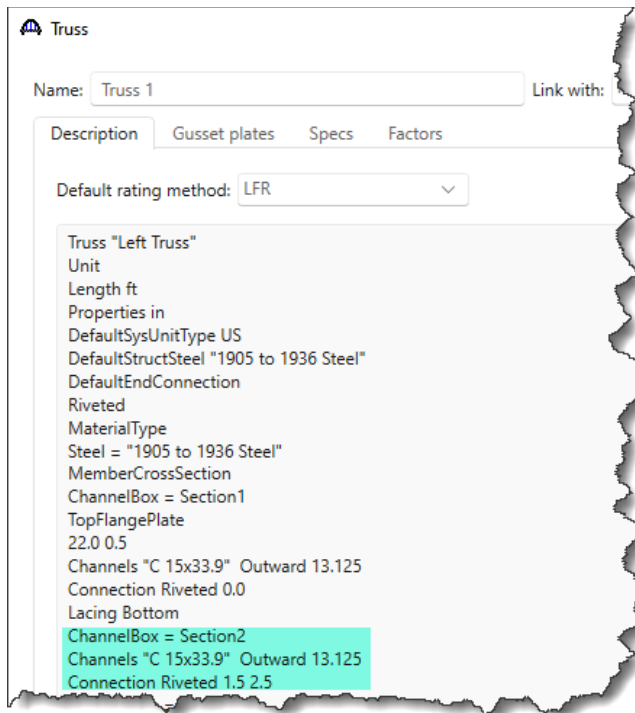 Truss
Name: Truss 1 Link with:
Description Gusset plates Specs Factors
Default rating method: LFR
Truss "Left Truss"
Unit
Length ft
Properties in
DefaultSysUnitType US
DefaultStructSteel "1905 to 1936 Steel"
DefaultEndConnection
Riveted
MaterialType
Steel = "1905 to 1936 Steel"
MemberCrossSection
ChannelBox = Section1
TopFlangePlate
22.0 0.5
Channels "C 15x33.9"  Outward 13.125
Connection Riveted 0.0
Lacing Bottom
ChannelBox = Section2
Channels "C 15x33.9"  Outward 13.125
Connection Riveted 1.5 2.5